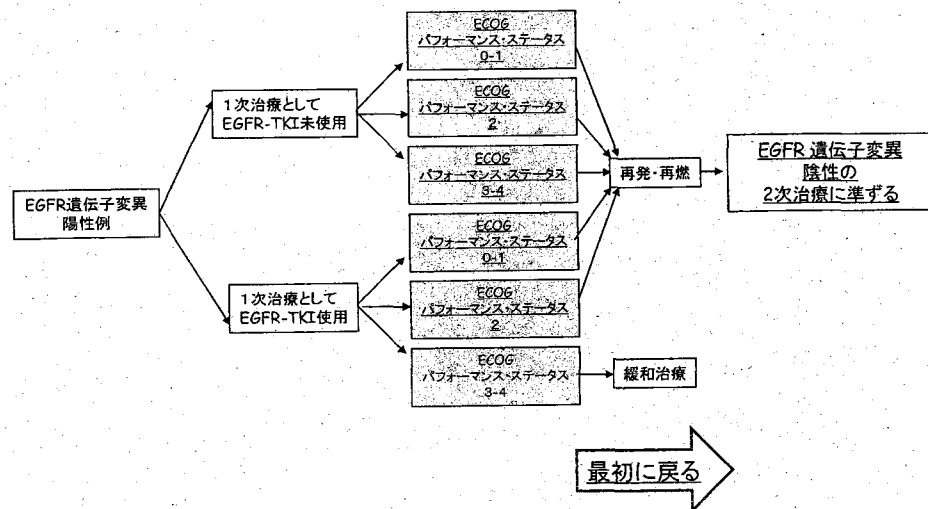 EGFR遺伝子変異
陽性例
1次治療として
EGFR-TKI未使用
1次治療として
EGFR-TKI使用
ECOG
パフォーマンス・ステータス
0-1
ECOG
パフォーマンス・ステータス
2
ECOG
パフォーマンス・ステータス
3-4
ECOG
パフォーマンス・ステータス
0-1
ECOG
パフォーマンス・ステータス
2
ECOG
パフォーマンス・ステータス
3-4
再発・再燃
緩和治療
EGFR 遺伝子変異
陰性の
2次治療に準ずる
最初に戻る